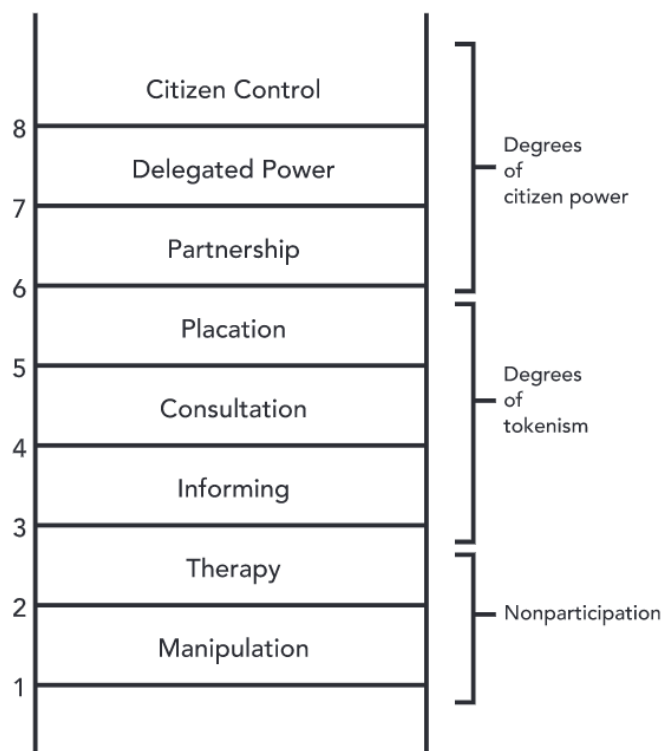 Citizen Control
8
Delegated Power
7
Partnership
6
Placation
5
Consultation
4
Informing
3
Therapy
2
Manipulation
1
Degrees
of
citizen power
Degrees
of
tokenism
Nonparticipation